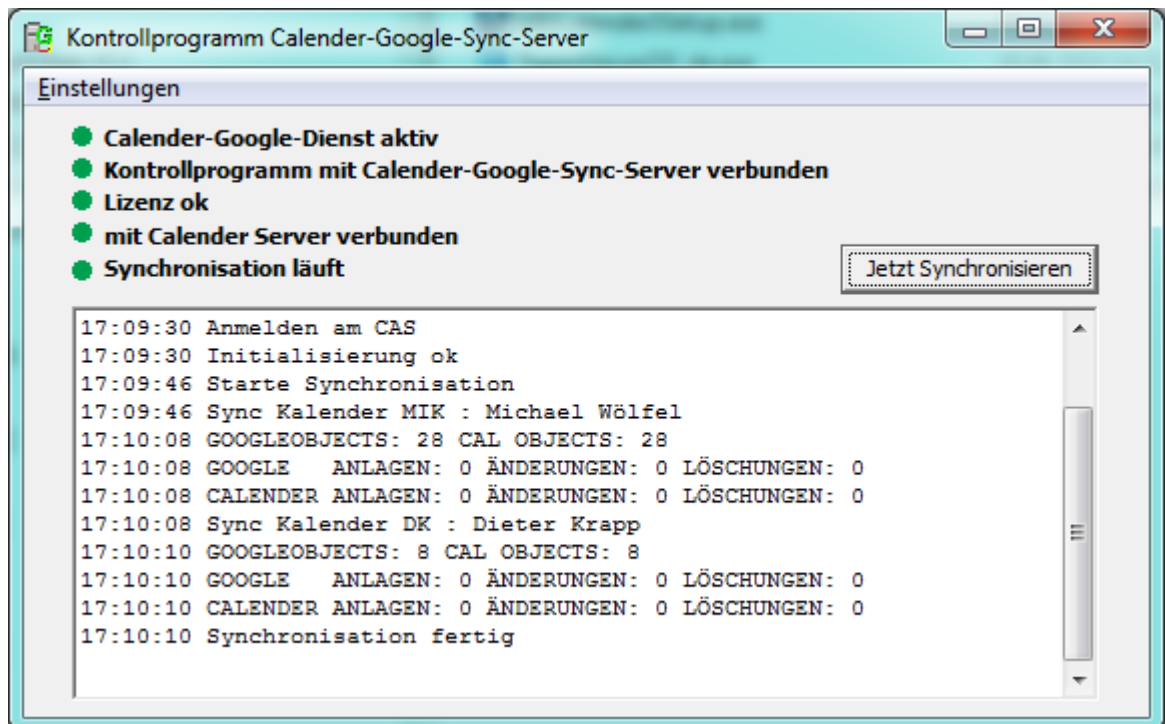 Kontrollprogramm Calender-Google-Sync-Server
Einstellungen
Calender-Google-Dienst aktiv
Kontrollprogramm mit Calender-Google-Sync-Server verbunden
Lizenz ok
mit Calender Server verbunden
Synchronisation läuft
Jetzt Synchronisieren
17:09:30 Anmelden am CAS
17:09:30 Initialisierung ok
17:09:46 Starte Synchronisation
17:09:46 Sync Kalender MIK : Michael Wölfel
17:10:08 GOOGLEOBJECTS: 28 CAL OBJECTS: 28
17:10:08 GOOGLE   ANLAGEN: 0 ÄNDERUNGEN: 0 LÖSCHUNGEN: 0
17:10:08 CALENDER ANLAGEN: 0 ÄNDERUNGEN: 0 LÖSCHUNGEN: 0
17:10:08 Sync Kalender DK : Dieter Krapp
17:10:10 GOOGLEOBJECTS: 8 CAL OBJECTS: 8
17:10:10 GOOGLE   ANLAGEN: 0 ÄNDERUNGEN: 0 LÖSCHUNGEN: 0
17:10:10 CALENDER ANLAGEN: 0 ÄNDERUNGEN: 0 LÖSCHUNGEN: 0
17:10:10 Synchronisation fertig